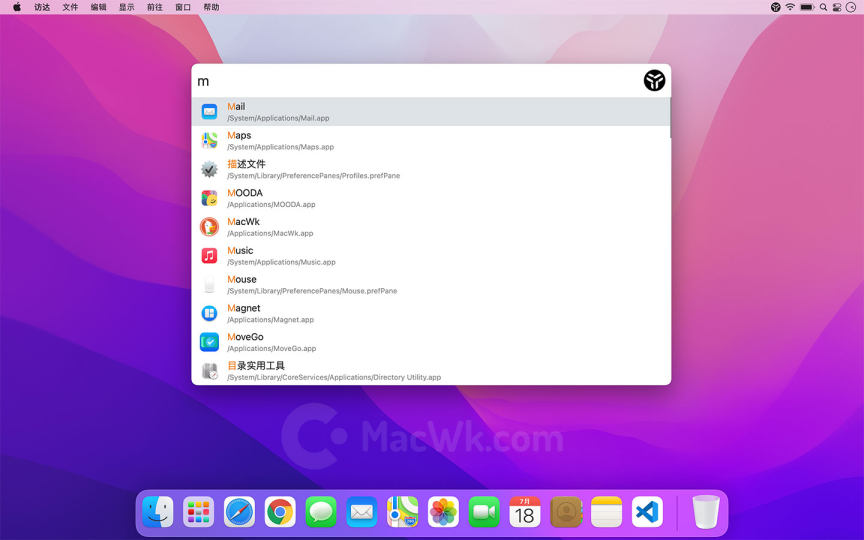 访达 文件 编辑 显示 前往 窗口 帮助
m
Mail
/System/Applications/Mail.app
Maps
/System/Applications/Maps.app
描述文件
/System/Library/PreferencePanes/Profiles.prefPane
MOODA
/Applications/MOODA.app
MacWk
/Applications/MacWk.app
Music
/System/Applications/Music.app
Mouse
/System/Library/PreferencePanes/Mouse.prefPane
Magnet
/Applications/Magnet.app
MoveGo
/Applications/MoveGo.app
目录实用工具
/System/Library/CoreServices/Applications/Directory Utility.app
MacWk.com
7月
18